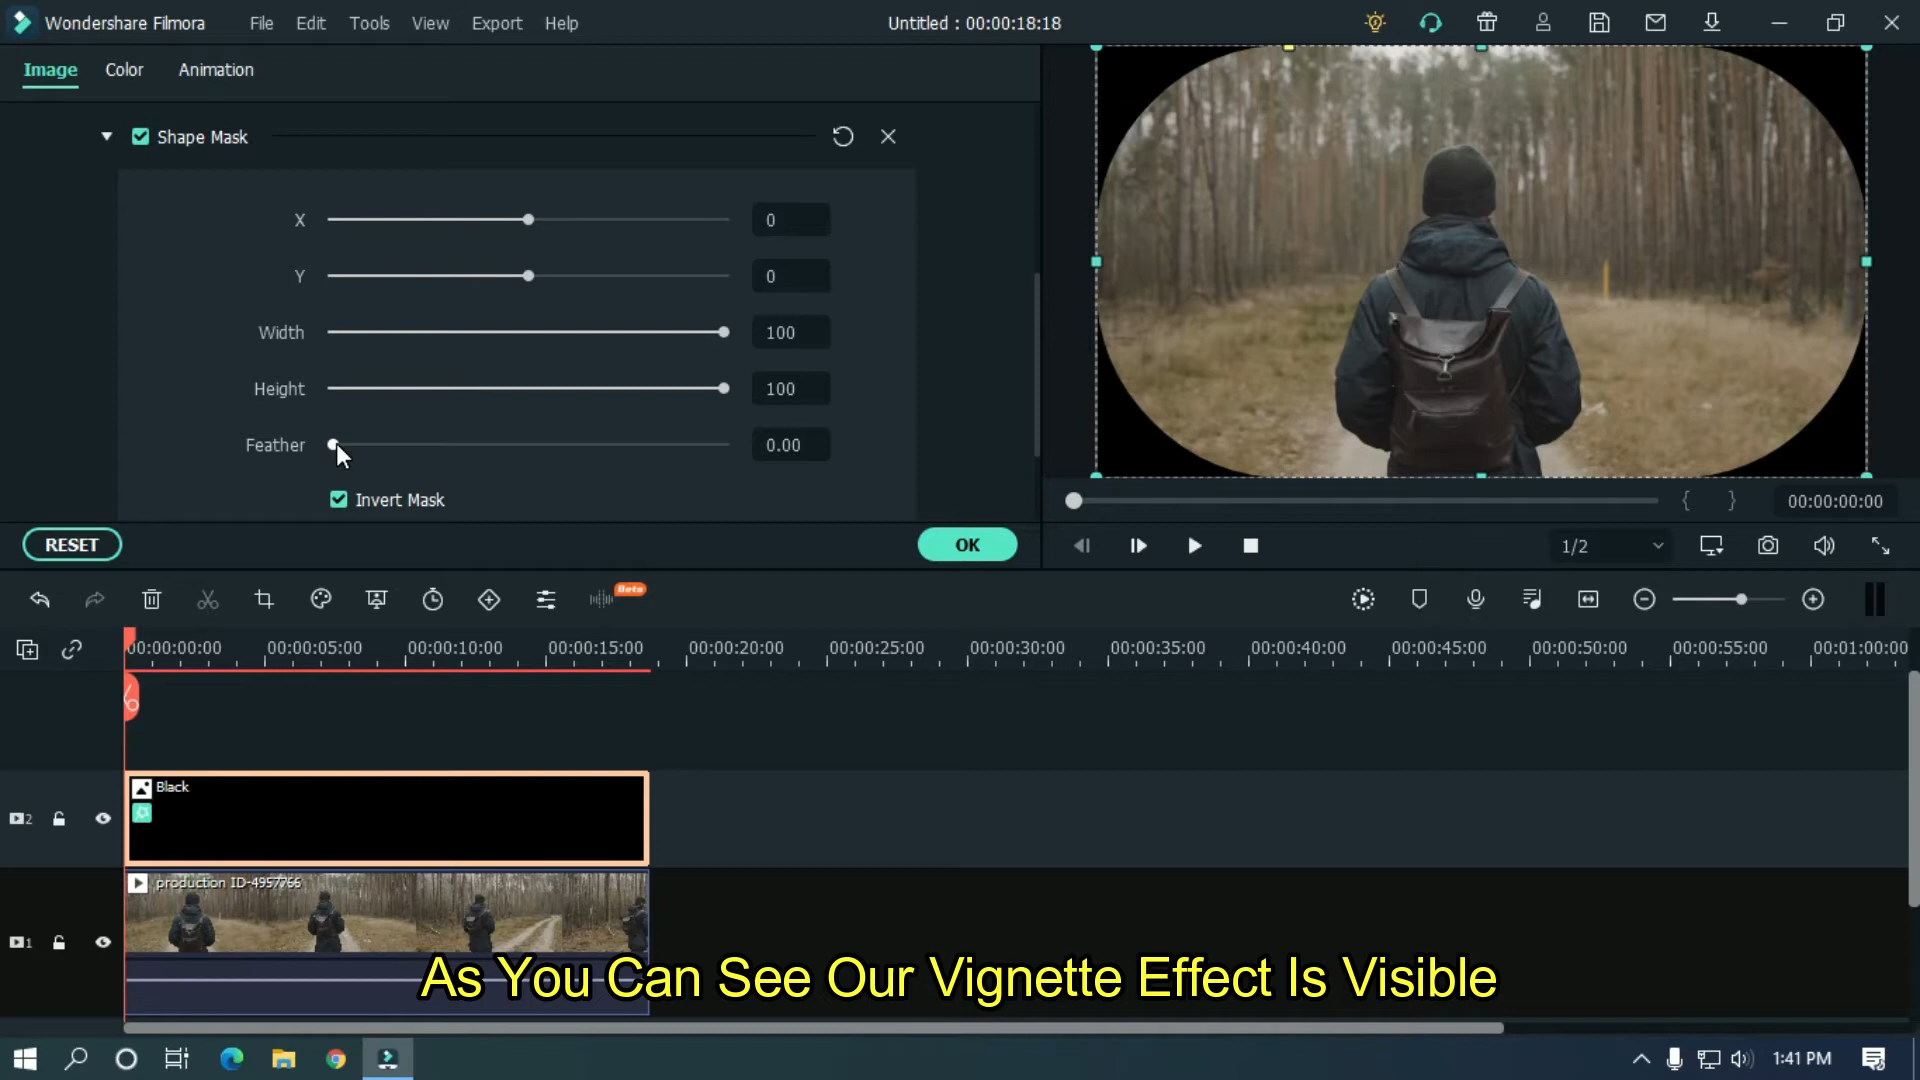 Wondershare Filmora File Edit Tools View Export Help Untitled : 00:00:18:18
Image Color Animation
Shape Mask
X 0
Y 0
Width 100
Height 100
Feather 0.00
Invert Mask
00:00:00:00
RESET OK
1/2
Beta
00:00:00:00 00:00:05:00 00:00:10:00 00:00:15:00 00:00:20:00 00:00:25:00 00:00:30:00 00:00:35:00 00:00:40:00 00:00:45:00 00:00:50:00 00:00:55:00 00:01:00:00
Black
2
production ID-4957766
1
As You Can See Our Vignette Effect Is Visible
1:41 PM